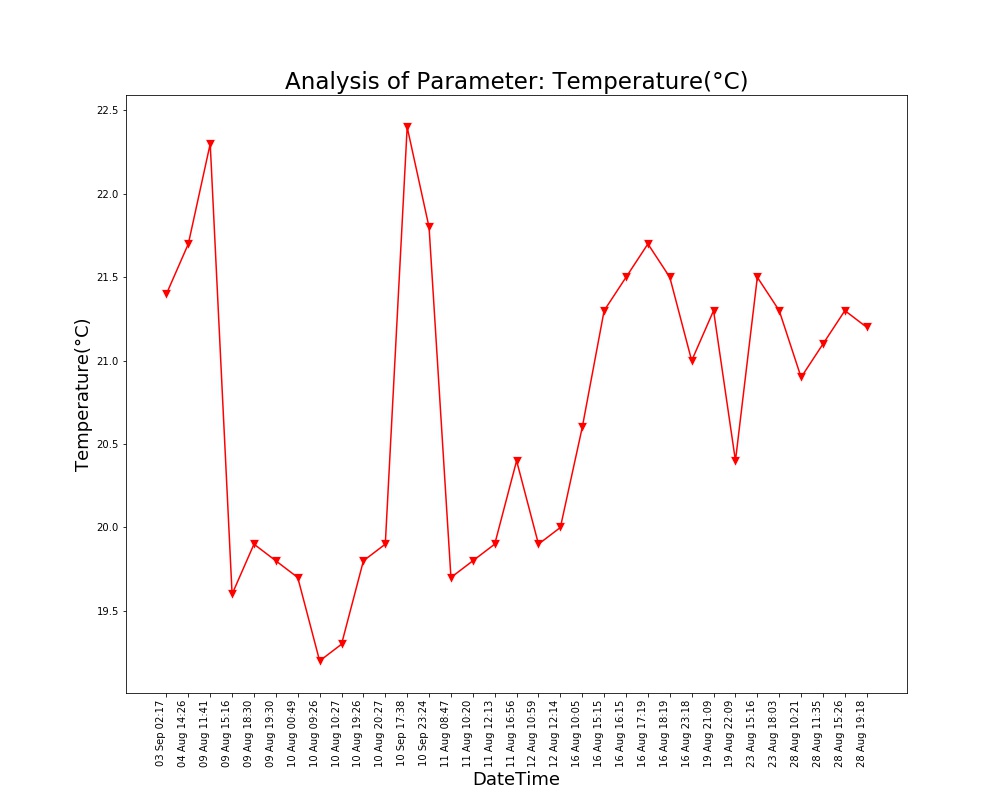 Analysis of Parameter: Temperature(°C)
22.5
22.0
21.5
21.0
20.5
20.0
19.5
Temperature(°C)
03 Sep 02:17
04 Aug 14:26
09 Aug 11:41
09 Aug 15:16
09 Aug 18:30
09 Aug 19:30
10 Aug 00:49
10 Aug 09:26
10 Aug 10:27
10 Aug 19:26
10 Aug 20:27
10 Sep 17:38
10 Sep 23:24
11 Aug 08:47
11 Aug 10:20
11 Aug 12:13
11 Aug 16:56
12 Aug 10:59
12 Aug 12:14
16 Aug 10:05
16 Aug 15:15
16 Aug 16:15
16 Aug 17:19
16 Aug 18:19
16 Aug 23:18
19 Aug 21:09
19 Aug 22:09
23 Aug 15:16
23 Aug 18:03
28 Aug 10:21
28 Aug 11:35
28 Aug 15:26
28 Aug 19:18
DateTime